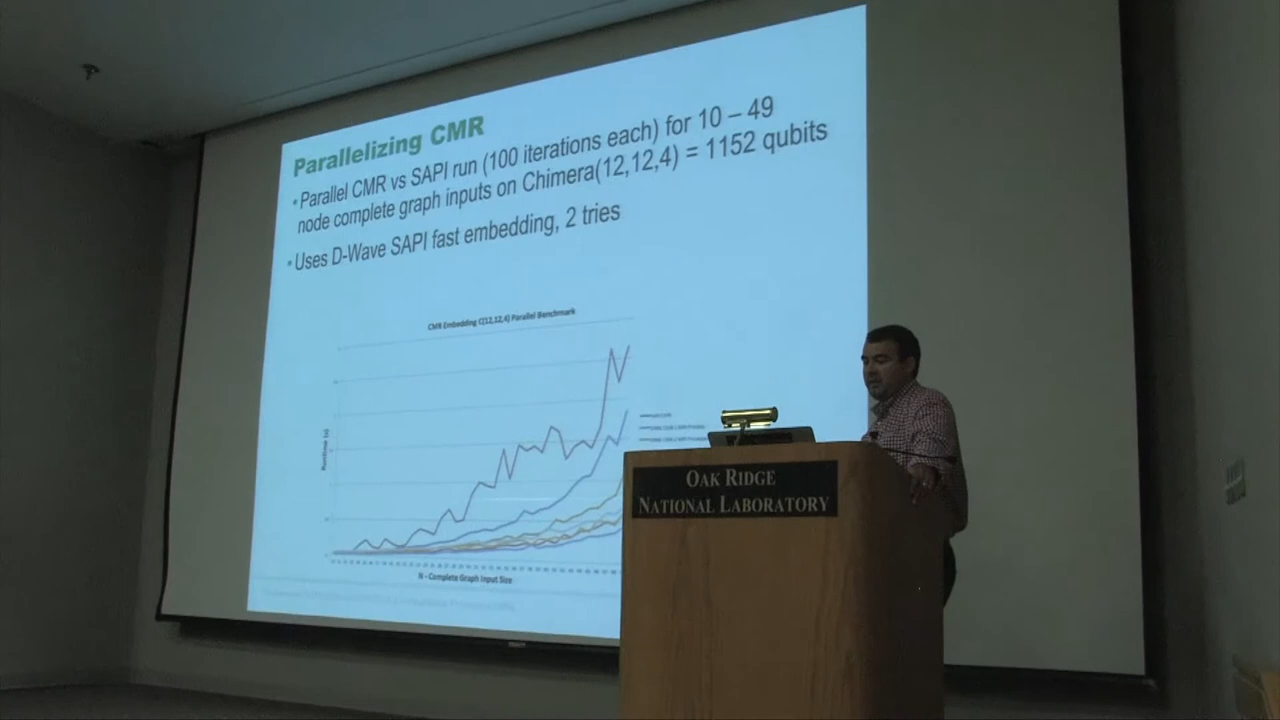 Parallelizing CMR
• Parallel CMR vs SAPI run (100 iterations each) for 10 – 49
node complete graph inputs on Chimera(12,12,4) = 1152 qubits
• Uses D-Wave SAPI fast embedding, 2 tries
CMR Embedding C(12,12,4) Parallel Benchmark
Runtime (s)
N - Complete Graph Input Size
OAK RIDGE
NATIONAL LABORATORY